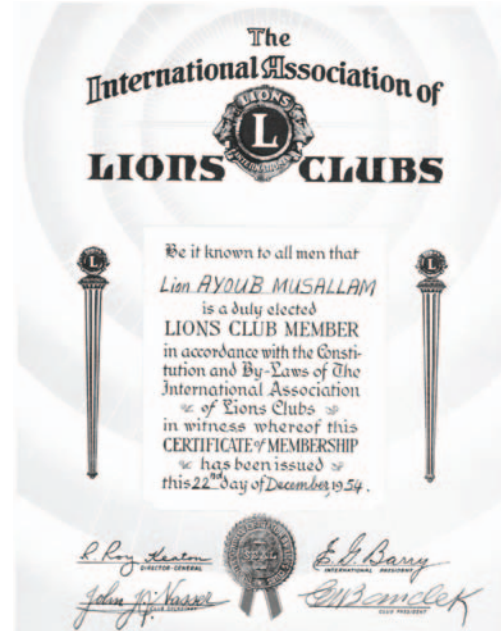 The
International Association of
LIONS
L
INTERNATIONAL
LIONS CLUBS
L
L
Be it known to all men that
Lion AYOUB MUSALLAM
is a duly elected
LIONS CLUB MEMBER
in accordance with the Consti-
tution and By-Laws of The
International Association
of Lions Clubs
in witness whereof this
CERTIFICATE of MEMBERSHIP
has been issued
this 22nd day of December, 1954.
R. Roy Keaton
DIRECTOR-GENERAL
E. G. Barry
INTERNATIONAL PRESIDENT
SEAL
John Nasser
CLUB SECRETARY
CLUB PRESIDENT